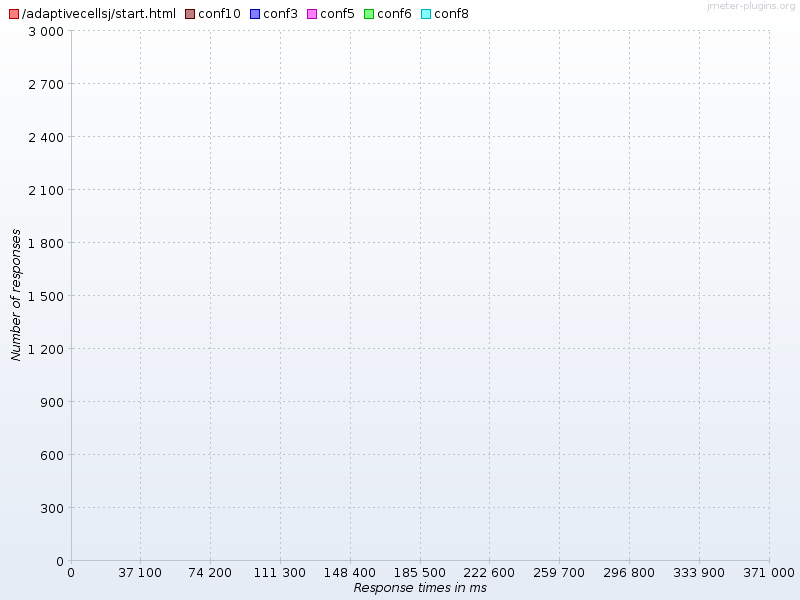 jmeter-plugins.org
/adaptivecellsj/start.html conf10 conf3 conf5 conf6 conf8
3 000
2 700
2 400
2 100
1 800
1 500
1 200
900
600
300
0
Number of responses
0 37 100 74 200 111 300 148 400 185 500 222 600 259 700 296 800 333 900 371 000
Response times in ms